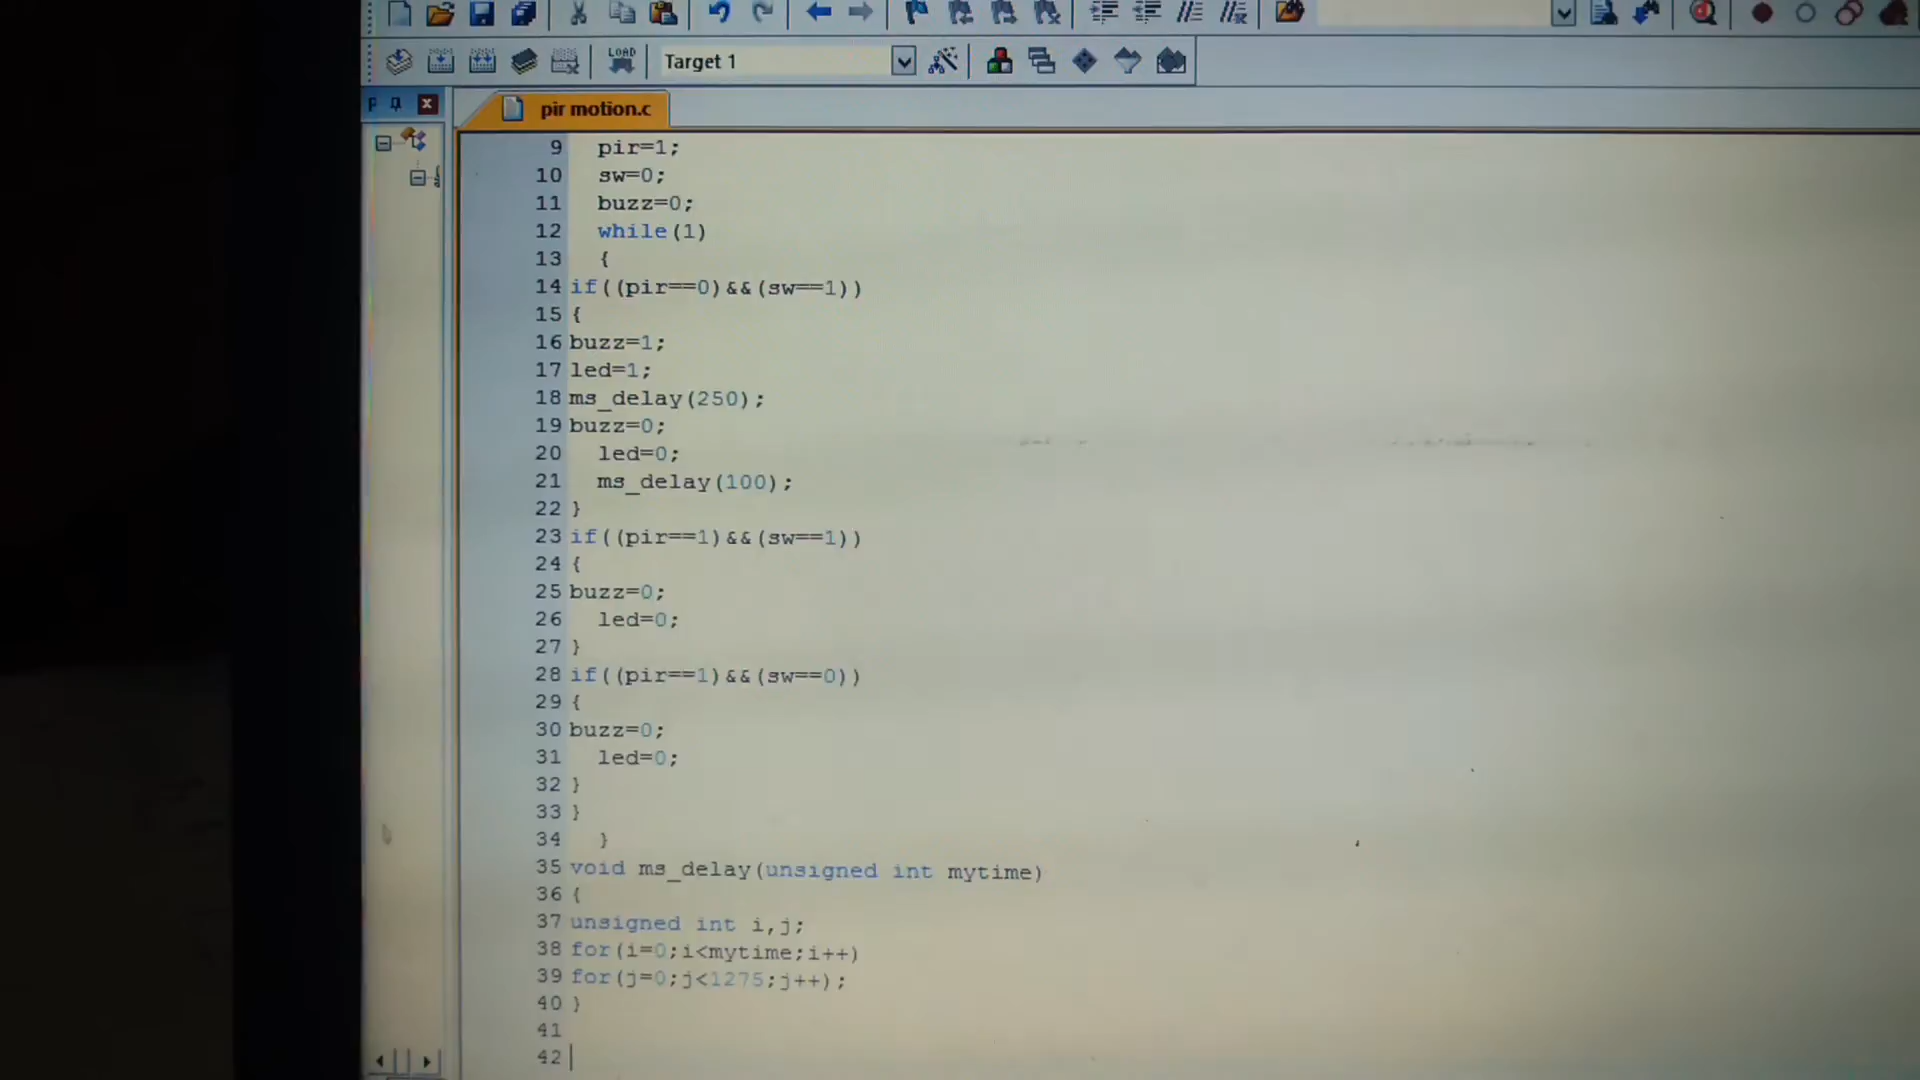 LOAD
Target 1
pir motion.c
9 pir=1;
10 sw=0;
11 buzz=0;
12 while(1)
13 {
14 if((pir==0)&&(sw==1))
15 {
16 buzz=1;
17 led=1;
18 ms_delay(250);
19 buzz=0;
20 led=0;
21 ms_delay(100);
22 }
23 if((pir==1)&&(sw==1))
24 {
25 buzz=0;
26 led=0;
27 }
28 if((pir==1)&&(sw==0))
29 {
30 buzz=0;
31 led=0;
32 }
33 }
34 }
35 void ms_delay(unsigned int mytime)
36 {
37 unsigned int i,j;
38 for(i=0;i<mytime;i++)
39 for(j=0;j<1275;j++);
40 }
41
42